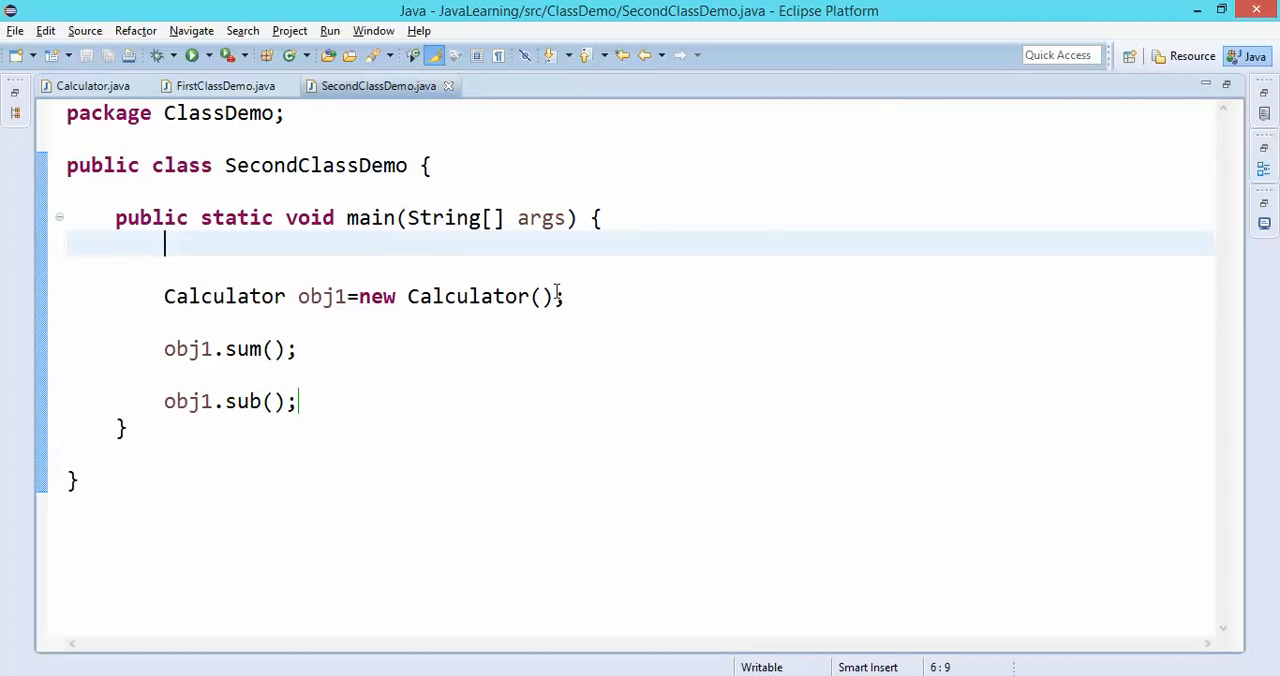 Java - JavaLearning/src/ClassDemo/SecondClassDemo.java - Eclipse Platform
File Edit Source Refactor Navigate Search Project Run Window Help
Quick Access Resource Java
Calculator.java FirstClassDemo.java SecondClassDemo.java
package ClassDemo;
public class SecondClassDemo {
public static void main(String[] args) {
Calculator obj1=new Calculator();
obj1.sum();
obj1.sub();
}
}
Writable Smart Insert 6 : 9